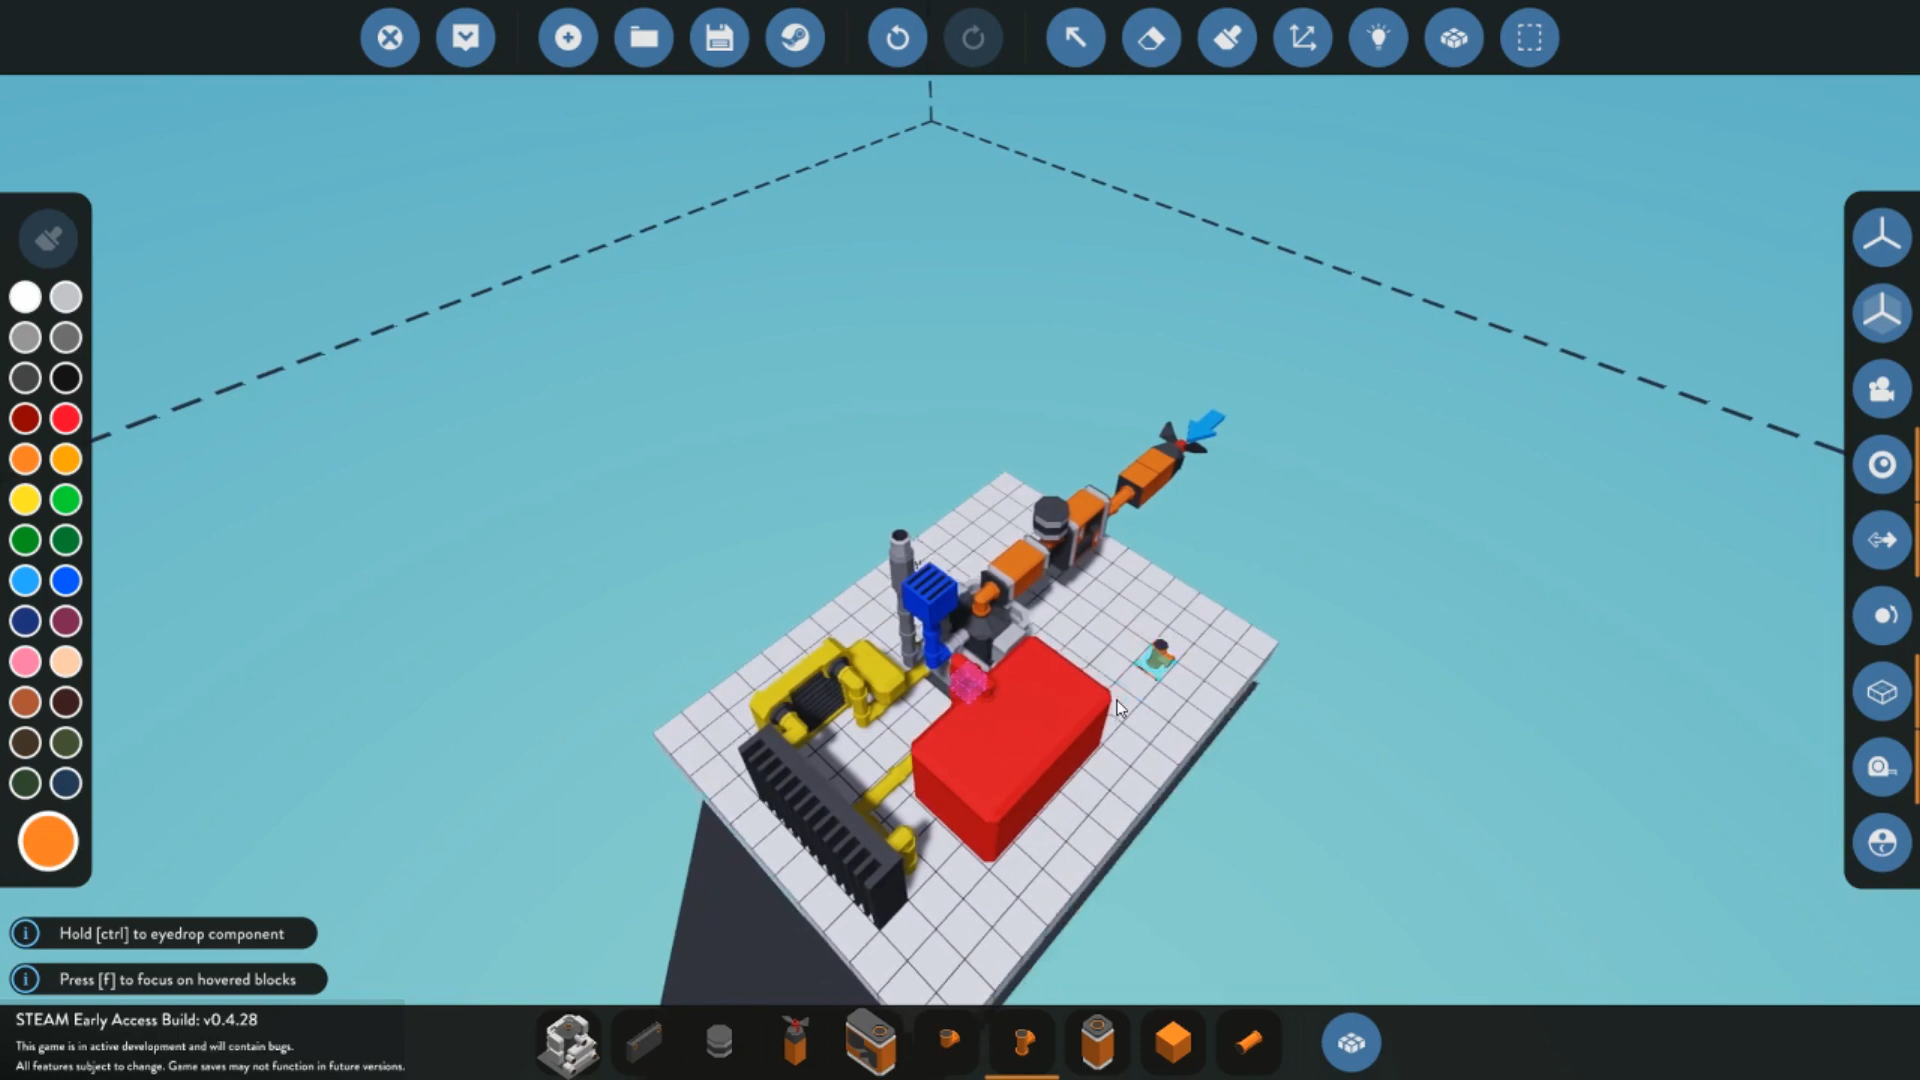 Hold [ctrl] to eyedrop component
Press [f] to focus on hovered blocks
STEAM Early Access Build: v0.4.28
This game is in active development and will contain bugs.
All features subject to change. Game saves may not function in future versions.